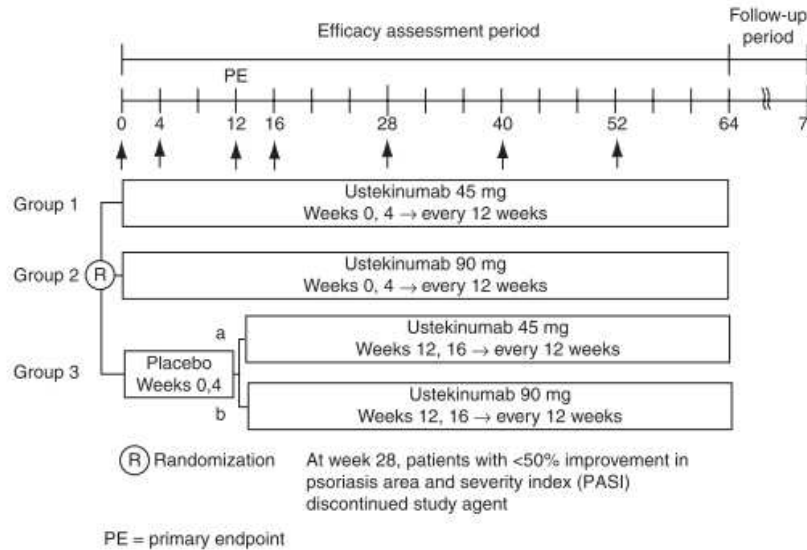 Efficacy assessment period
Follow-up
period
PE
0 4 12 16 28 40 52 64 7
Group 1
Ustekinumab 45 mg
Weeks 0, 4 → every 12 weeks
Group 2
R
Ustekinumab 90 mg
Weeks 0, 4 → every 12 weeks
Group 3
Placebo
Weeks 0,4
a
Ustekinumab 45 mg
Weeks 12, 16 → every 12 weeks
b
Ustekinumab 90 mg
Weeks 12, 16 → every 12 weeks
R Randomization
At week 28, patients with <50% improvement in
psoriasis area and severity index (PASI)
discontinued study agent
PE = primary endpoint